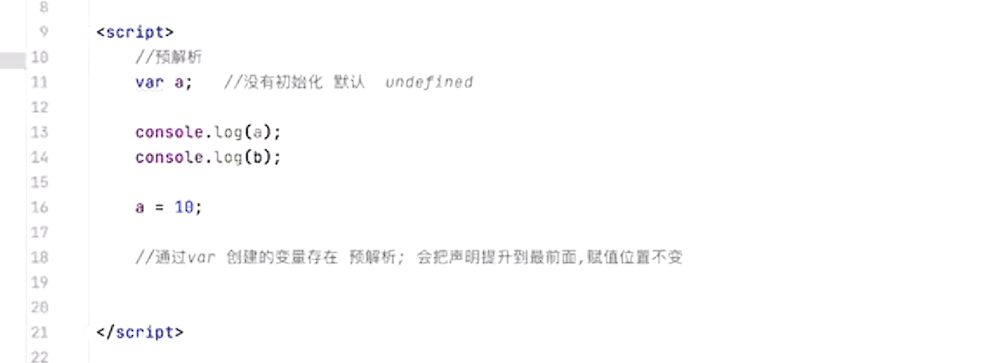 8
9 <script>
10 //预解析
11 var a; //没有初始化 默认 undefined
12
13 console.log(a);
14 console.log(b);
15
16 a = 10;
17
18 //通过var 创建的变量存在 预解析; 会把声明提升到最前面,赋值位置不变
19
20
21 </script>
22